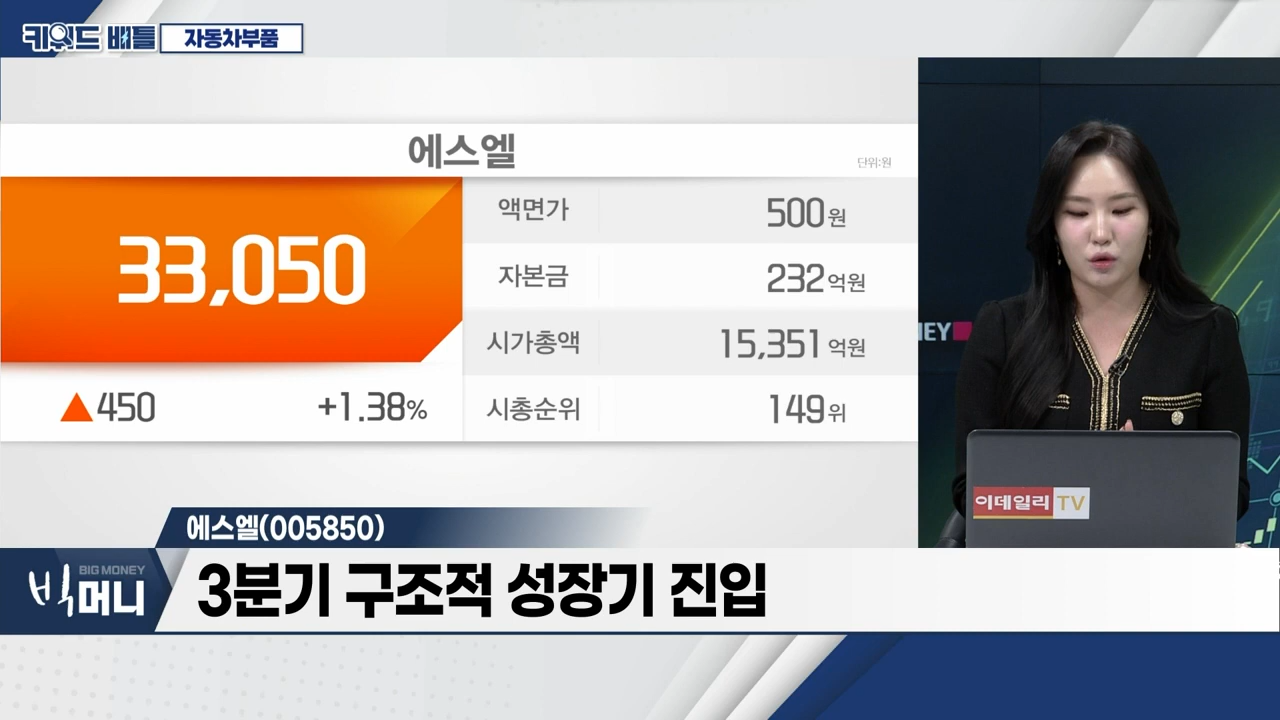 키워드 배틀
자동차부품
에스엘
단위:원
33,050
▲450 +1.38%
액면가 500원
자본금 232억원
시가총액 15,351억원
시총순위 149위
NEY
이데일리 TV
에스엘(005850)
BIG MONEY
빅머니
3분기 구조적 성장기 진입